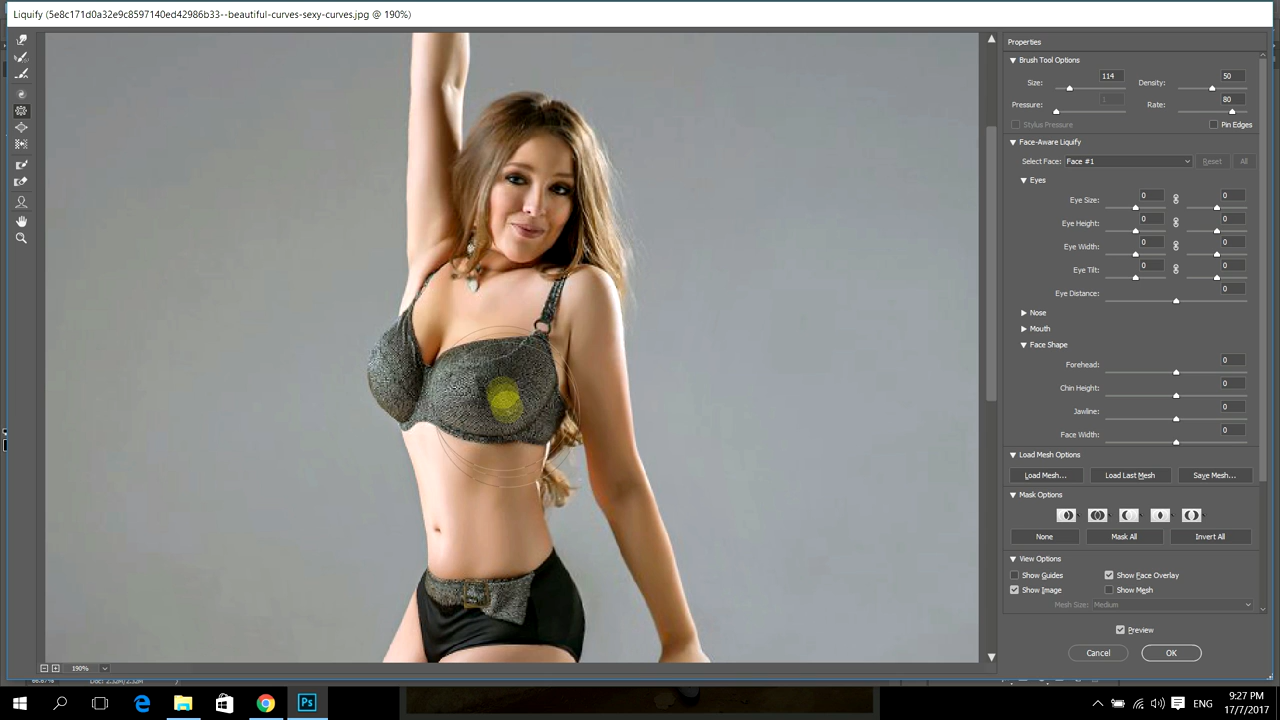 Liquify (5e8c171d0a32e9c8597140ed42986b33--beautiful-curves-sexy-curves.jpg @ 190%)
Properties
Brush Tool Options
Size: 114 Density: 50
Pressure: 1 Rate: 80
Stylus Pressure Pin Edges
Face-Aware Liquify
Select Face: Face #1 Reset All
Eyes
Eye Size: 0 0
Eye Height: 0 0
Eye Width: 0 0
Eye Tilt: 0 0
Eye Distance: 0
Nose
Mouth
Face Shape
Forehead: 0
Chin Height: 0
Jawline: 0
Face Width: 0
Load Mesh Options
Load Mesh... Load Last Mesh Save Mesh...
Mask Options
None Mask All Invert All
View Options
Show Guides Show Face Overlay
Show Image Show Mesh
Mesh Size: Medium
Preview
Cancel OK
190%
Ps
ENG
9:27 PM
17/7/2017